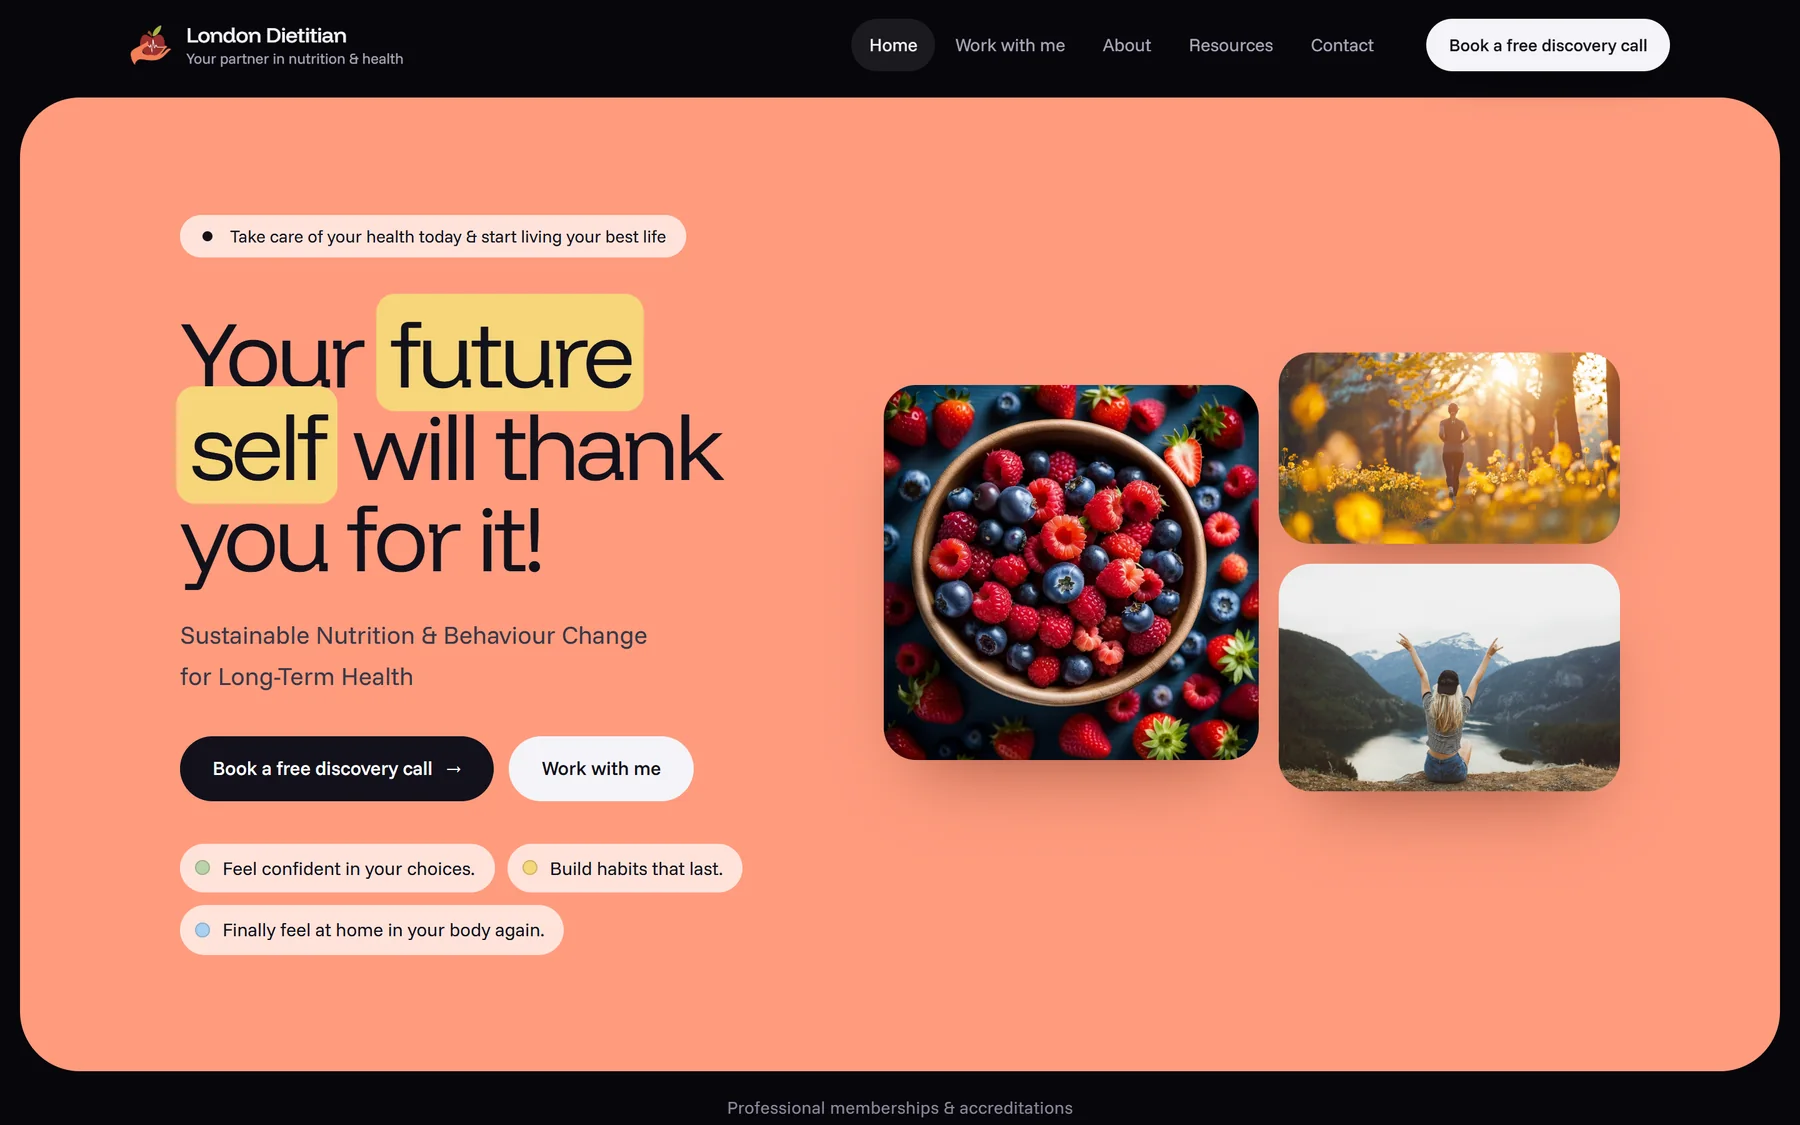 London Dietitian
Your partner in nutrition & health
Home
Work with me
About
Resources
Contact
Book a free discovery call
Take care of your health today & start living your best life
Your future
self will thank
you for it!
Sustainable Nutrition & Behaviour Change
for Long-Term Health
Book a free discovery call →
Work with me
Feel confident in your choices.
Build habits that last.
Finally feel at home in your body again.
Professional memberships & accreditations